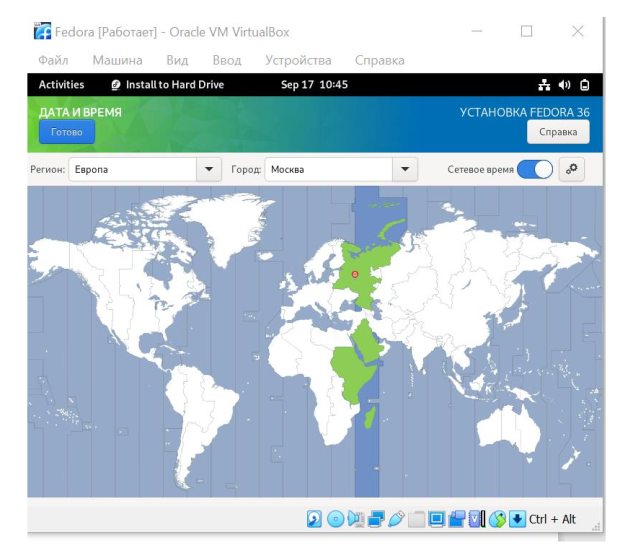 Fedora [Работает] - Oracle VM VirtualBox
Файл Машина Вид Ввод Устройства Справка
Activities Install to Hard Drive Sep 17 10:45
ДАТА И ВРЕМЯ УСТАНОВКА FEDORA 36
Готово Справка
Регион: Европа Город: Москва Сетевое время
Ctrl + Alt